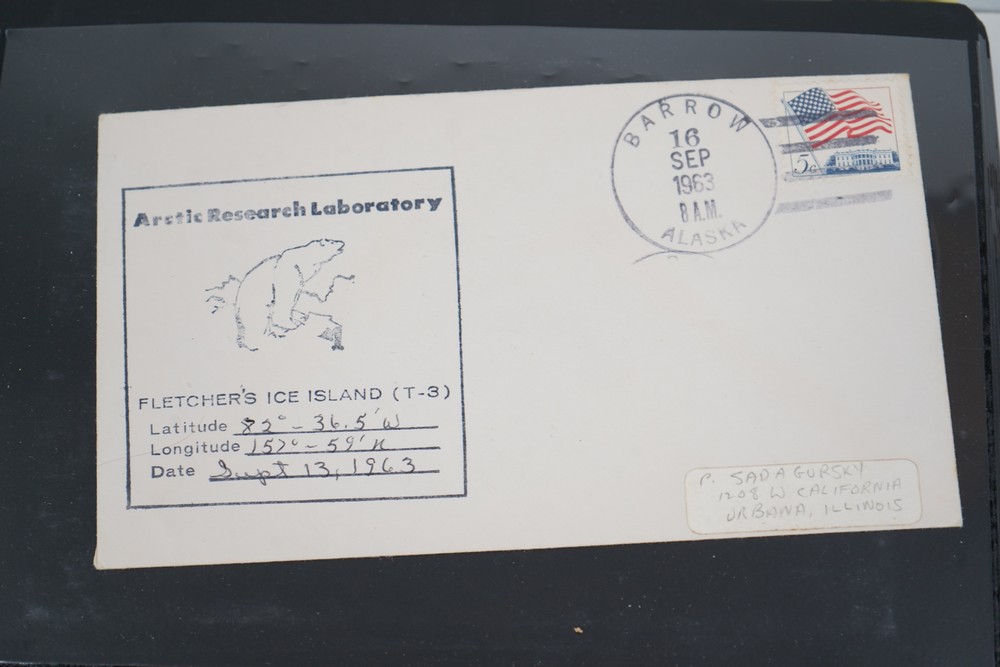 Arctic Research Laboratory
FLETCHER'S ICE ISLAND (T-3)
Latitude 82° - 36.5' W
Longitude 157° - 59' N
Date Sept 13, 1963
BARROW
16
SEP
1963
8 A.M.
ALASKA
5¢
P. SADAGURSKY
1208 W CALIFORNIA
URBANA, ILLINOIS